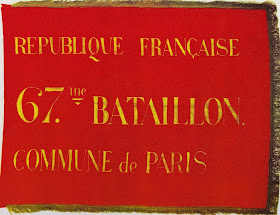 REPUBLIQUE FRANÇAISE
67.me BATAILLON.
COMMUNE de PARIS